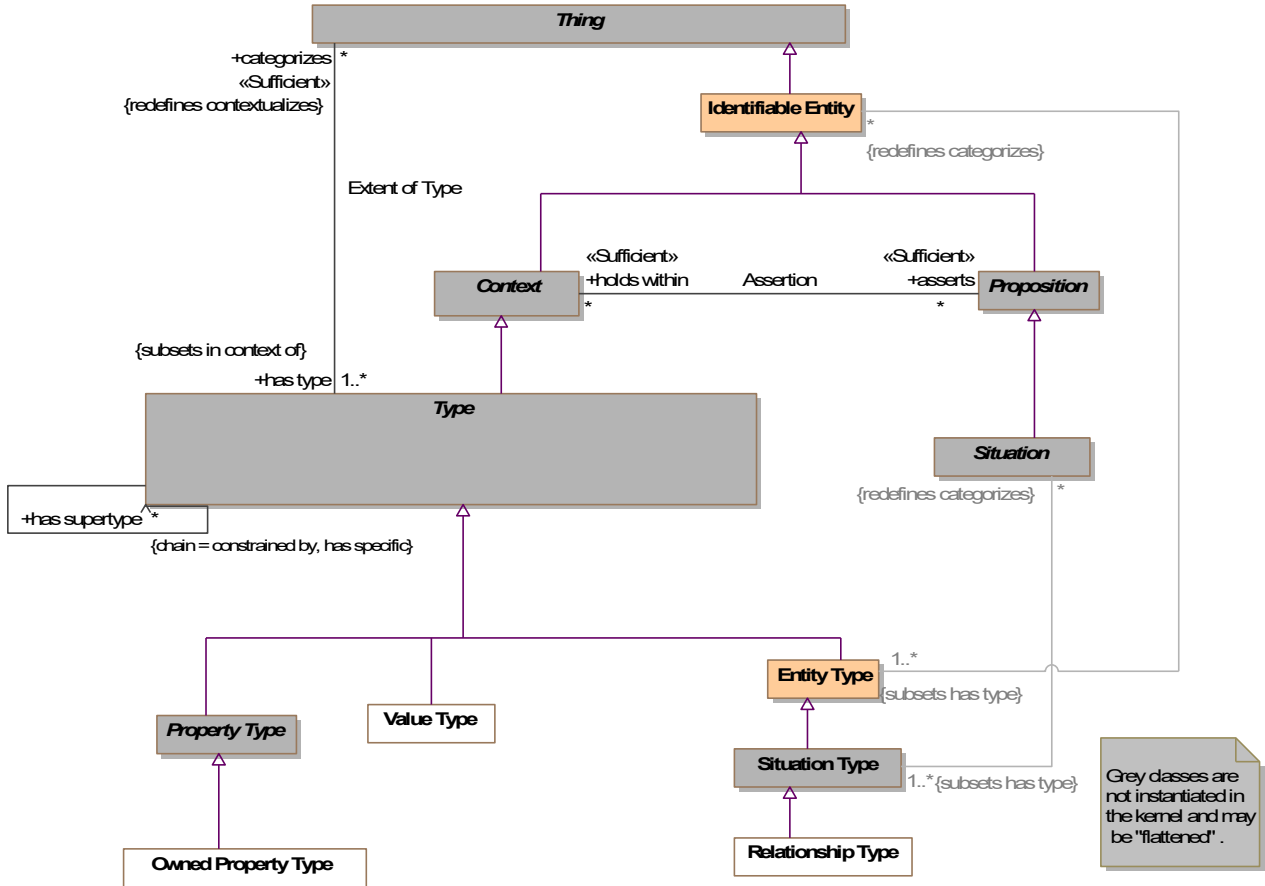 Thing
+categorizes *
«Sufficient»
{redefines contextualizes}
Identifiable Entity
*
{redefines categorizes}
Extent of Type
«Sufficient»
+holds within
*
Assertion
«Sufficient»
+asserts
*
Context
Proposition
{subsets in context of}
+has type 1..*
Type
Situation
{redefines categorizes} *
+has supertype *
{chain = constrained by, has specific}
1..*
Entity Type
{subsets has type}
Value Type
Property Type
Situation Type
1..* {subsets has type}
Grey classes are
not instantiated in
the kernel and may
be "flattened" .
Relationship Type
Owned Property Type